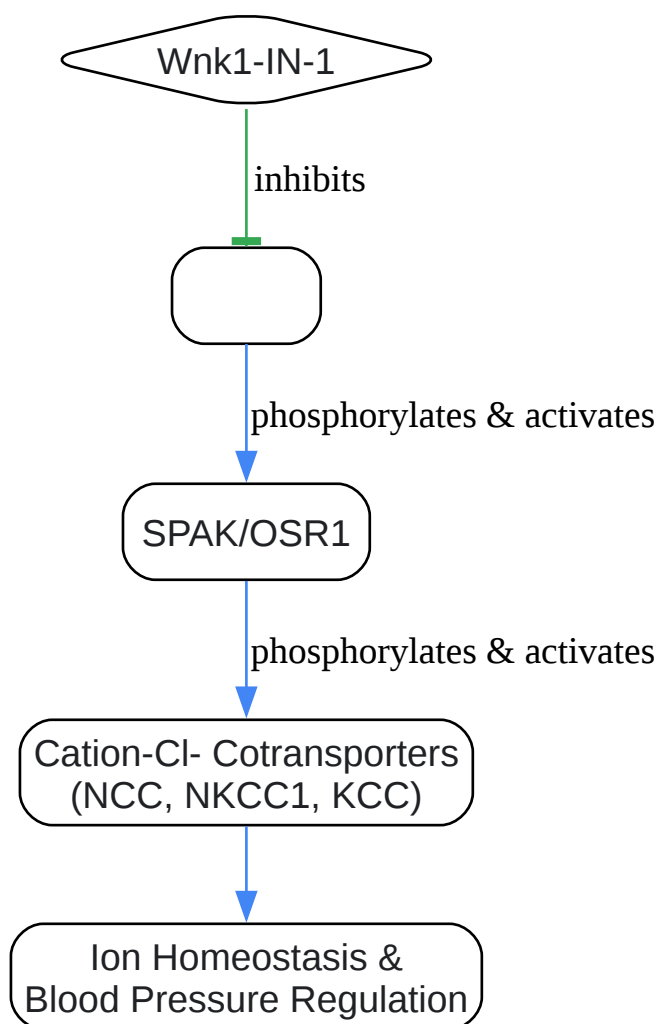 Wnk1-IN-1
inhibits
phosphorylates & activates
SPAK/OSR1
phosphorylates & activates
Cation-Cl- Cotransporters
(NCC, NKCC1, KCC)
Ion Homeostasis &
Blood Pressure Regulation